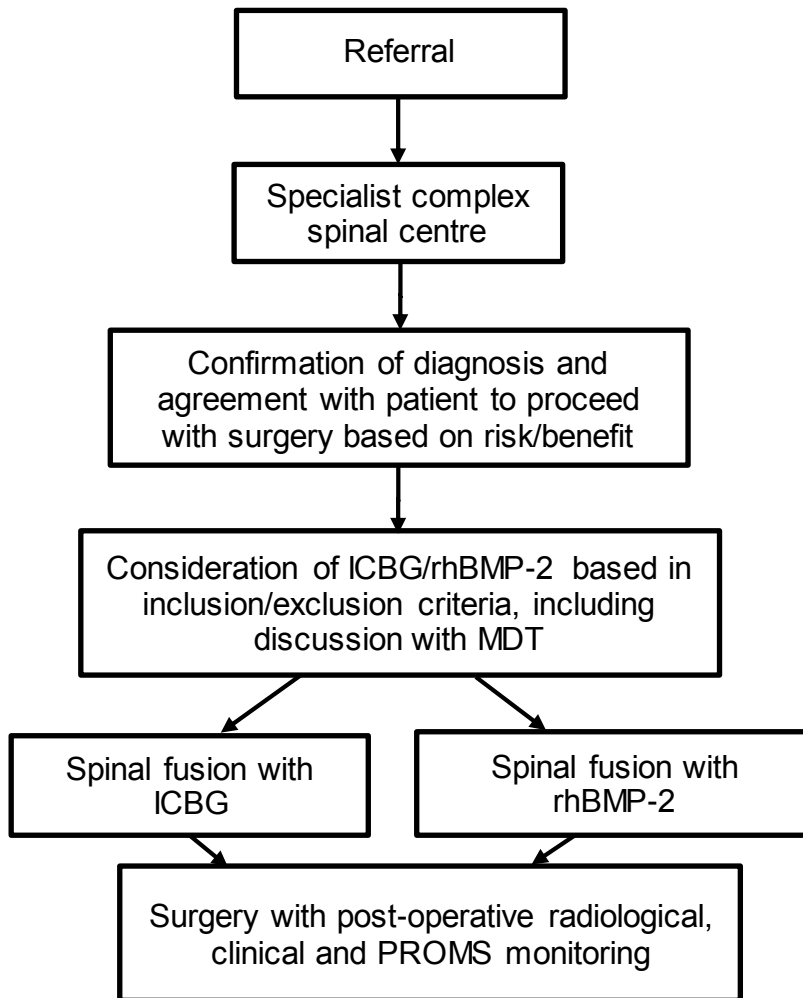 Referral
Specialist complex
spinal centre
Confirmation of diagnosis and
agreement with patient to proceed
with surgery based on risk/benefit
Consideration of ICBG/rhBMP-2 based in
inclusion/exclusion criteria, including
discussion with MDT
Spinal fusion with
ICBG
Spinal fusion with
rhBMP-2
Surgery with post-operative radiological,
clinical and PROMS monitoring